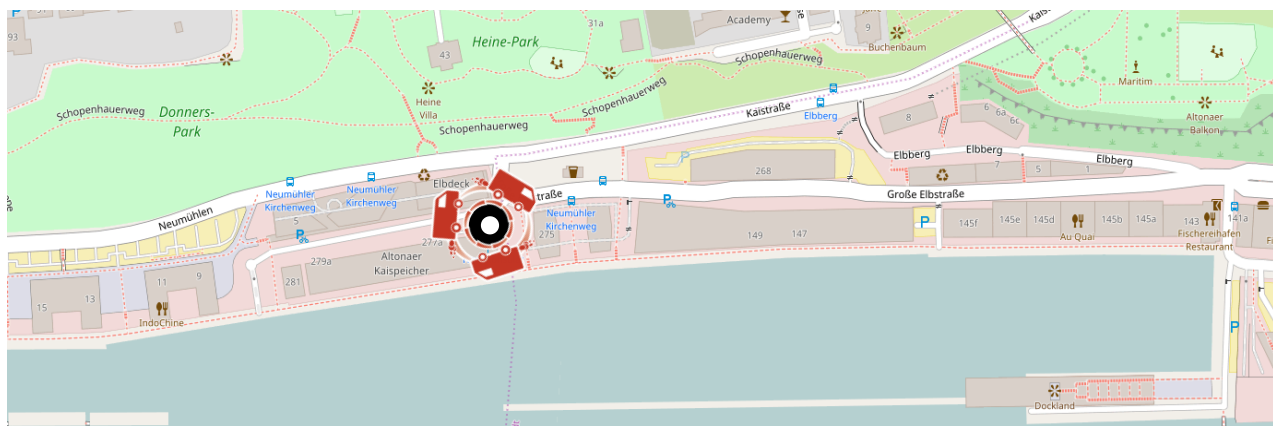 P
93
31a
Academy
9
Buchenbaum
Kais
Heine-Park
43
Schopenhauerweg
Maritim
Heine
Villa
Schopenhauerweg
Schopenhauerweg
Donners-
Park
Schopenhauerweg
Kaistraße
Elbberg
8
6
6a
6c
Altonaer
Balkon
P
Elbberg
Elbberg
Elbberg
268
7
5
1
Elbdeck
Neumühler
Kirchenweg
Neumühler
Kirchenweg
traße
Große Elbstraße
P
Neumühlen
5
P
Neumühler
Kirchenweg
275
277a
149
147
P
145f
145e
145d
145b
145a
143
141a
Au Quai
Fischereihafen
Restaurant
Altonaer
Kaispeicher
279a
281
11
9
15
13
IndoChine
P
Dockland